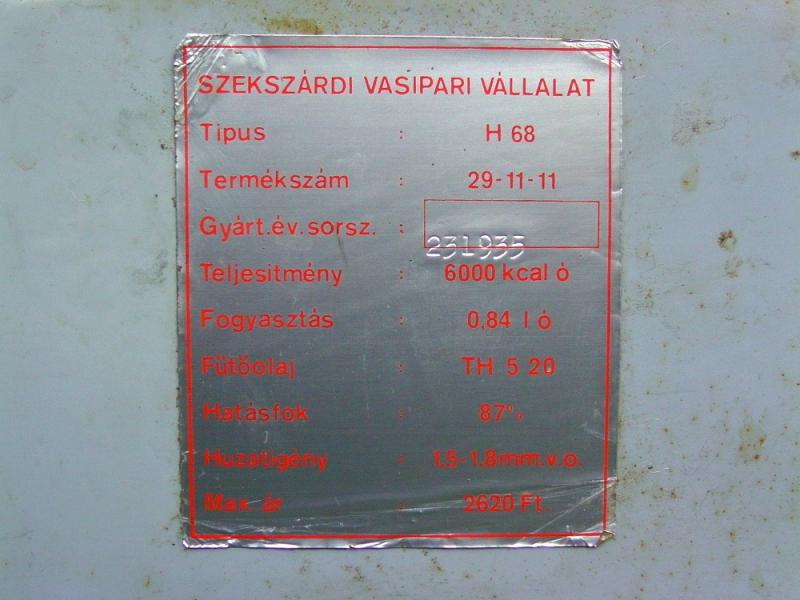 SZEKSZÁRDI VASIPARI VÁLLALAT
Tipus : H 68
Termékszám : 29-11-11
Gyárt.év.sorsz. : 231935
Teljesitmény : 6000 kcal ó
Fogyasztás : 0,84 l ó
Fűtőolaj : TH 5 20
Hatásfok : 87%
Huzatigény : 1,5-1,8mm.v.o.
Max.ár : 2620 Ft.